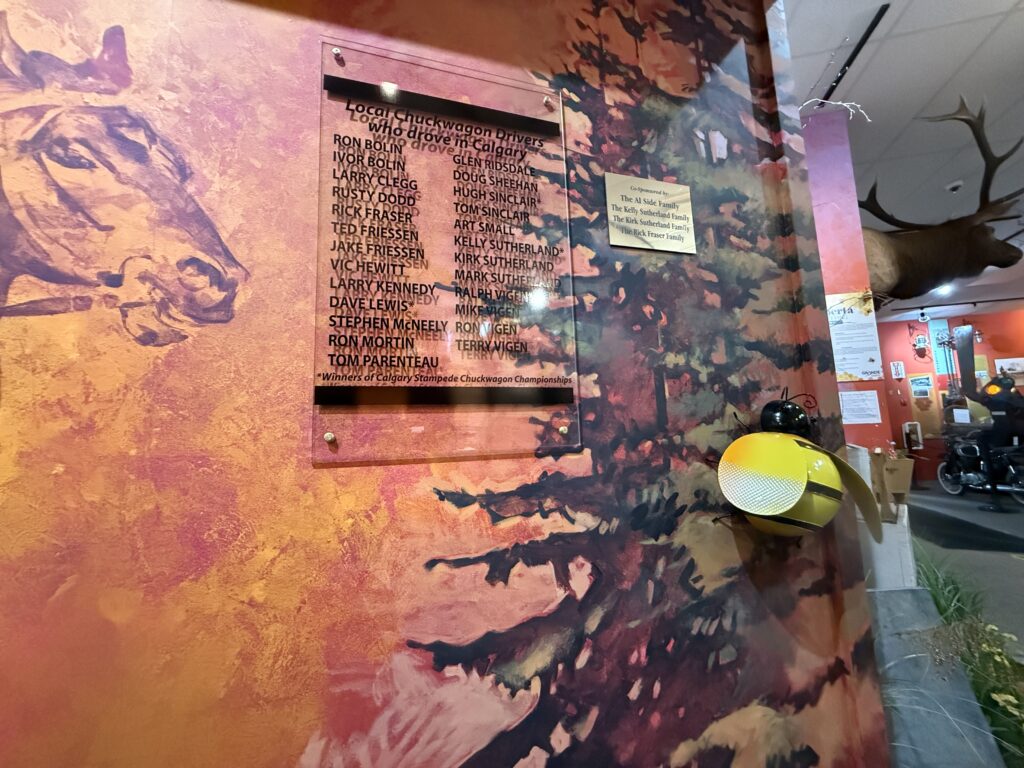 Local Chuckwagon Drivers
who drove in Calgary
RON BOLIN
IVOR BOLIN
LARRY CLEGG
RUSTY DODD
RICK FRASER
TED FRIESSEN
JAKE FRIESSEN
VIC HEWITT
LARRY KENNEDY
DAVE LEWIS*
STEPHEN McNEELY
RON MORTIN
TOM PARENTEAU
GLEN RIDSDALE
DOUG SHEEHAN
HUGH SINCLAIR*
TOM SINCLAIR
ART SMALL
KELLY SUTHERLAND*
KIRK SUTHERLAND
MARK SUTHERLAND
RALPH VIGEN
MIKE VIGEN
RON VIGEN
TERRY VIGEN
*Winners of Calgary Stampede Chuckwagon Championships
Co-Sponsored by:
The Al Side Family
The Kelly Sutherland Family
The Kirk Sutherland Family
The Rick Fraser Family